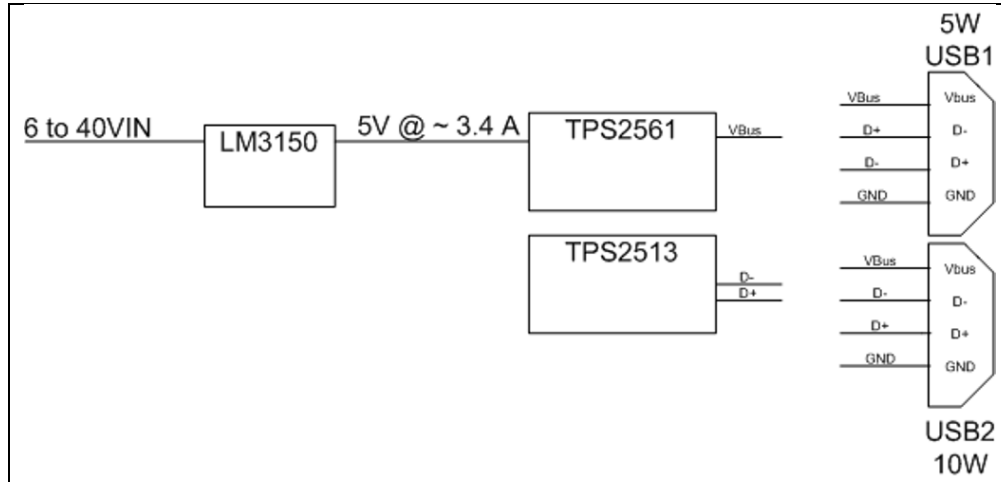 5W
USB1
6 to 40VIN
LM3150
5V @ ~ 3.4 A
TPS2561
VBus
VBus
Vbus
D+
D-
D-
D+
GND
GND
TPS2513
D-
D+
VBus
Vbus
D-
D-
D+
D+
GND
GND
USB2
10W